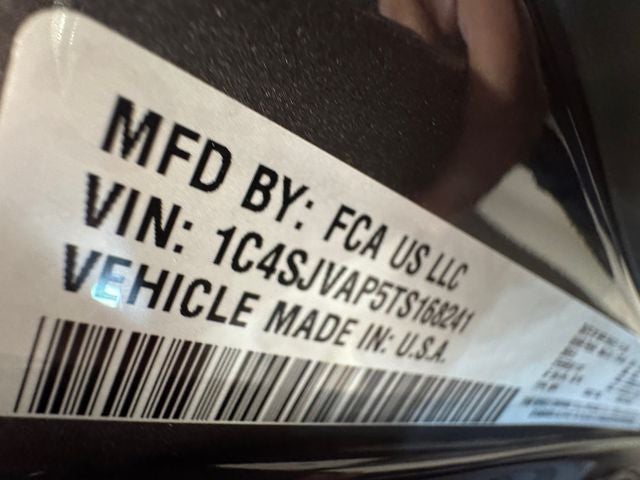 MFD BY: FCA US LLC
VIN: 1C4SJVAP5TS168241
VEHICLE MADE IN: U.S.A.